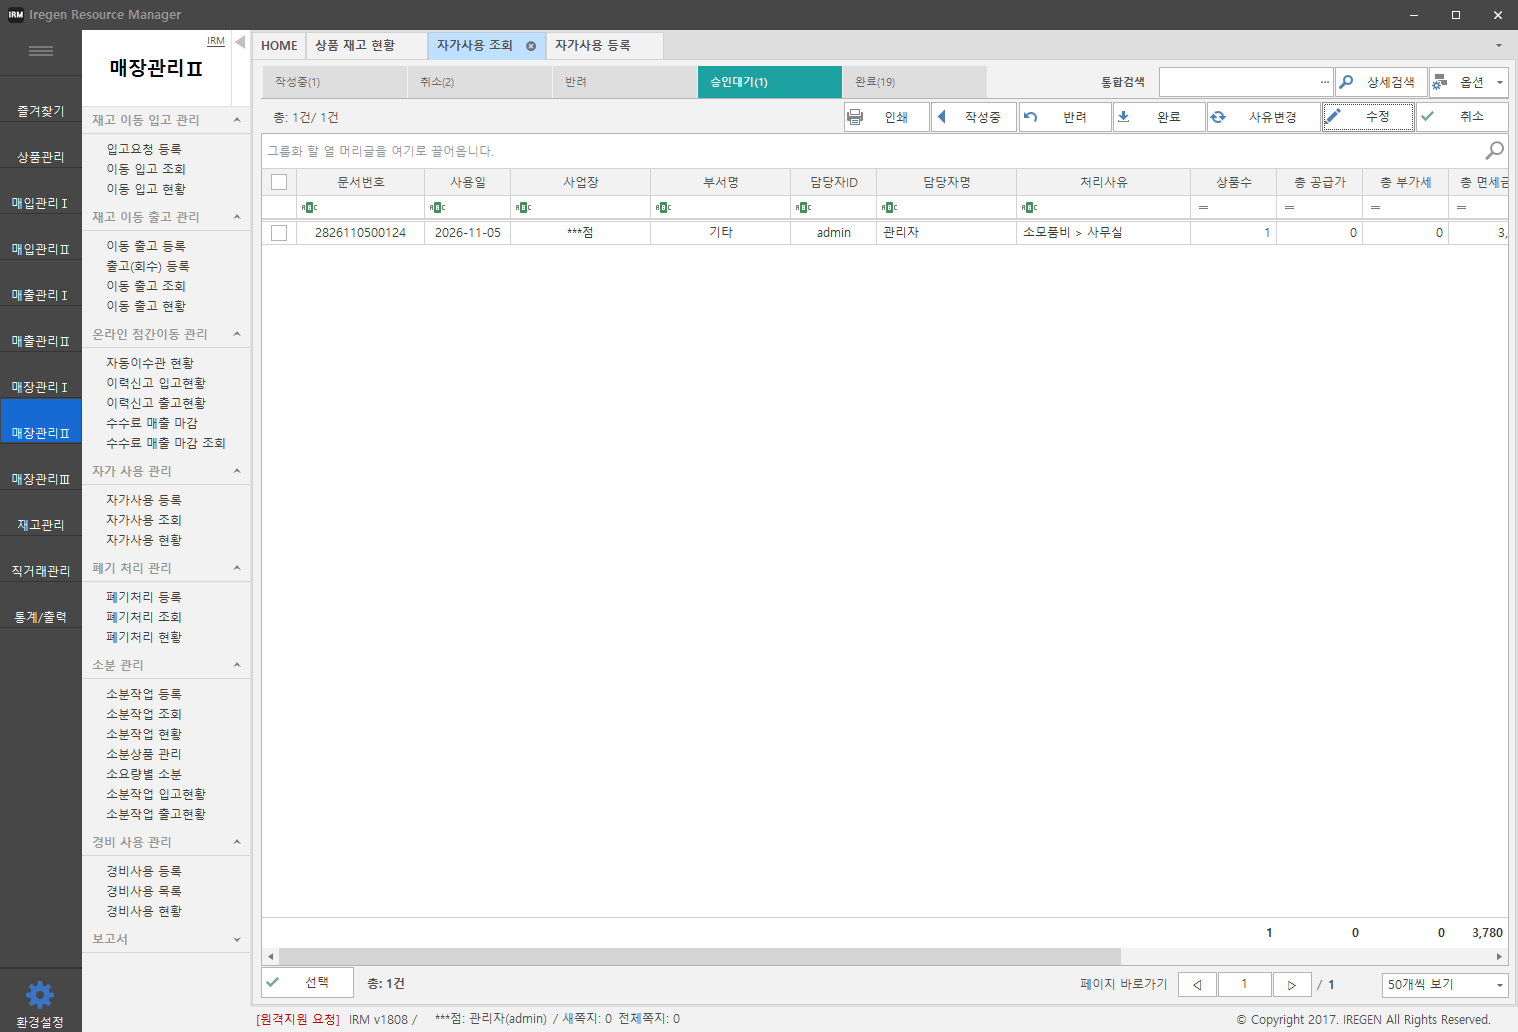 IRM Iregen Resource Manager
즐겨찾기
상품관리
매입관리 I
매입관리 II
매출관리 I
매출관리 II
매장관리 I
매장관리 II
매장관리 III
재고관리
직거래관리
통계/출력
환경설정
IRM
매장관리 II
재고 이동 입고 관리
입고요청 등록
이동 입고 조회
이동 입고 현황
재고 이동 출고 관리
이동 출고 등록
출고(회수) 등록
이동 출고 조회
이동 출고 현황
온라인 점간이동 관리
자동이수관 현황
이력신고 입고현황
이력신고 출고현황
수수료 매출 마감
수수료 매출 마감 조회
자가 사용 관리
자가사용 등록
자가사용 조회
자가사용 현황
폐기 처리 관리
폐기처리 등록
폐기처리 조회
폐기처리 현황
소분 관리
소분작업 등록
소분작업 조회
소분작업 현황
소분상품 관리
소요량별 소분
소분작업 입고현황
소분작업 출고현황
경비 사용 관리
경비사용 등록
경비사용 목록
경비사용 현황
보고서
HOME 상품 재고 현황 자가사용 조회 자가사용 등록
작성중(1) 취소(2) 반려 승인대기(1) 완료(19) 통합검색 ... 상세검색 옵션
총: 1건/ 1건 인쇄 작성중 반려 완료 사유변경 수정 취소
그룹화 할 열 머리글을 여기로 끌어옵니다.
문서번호 사용일 사업장 부서명 담당자ID 담당자명 처리사유 상품수 총 공급가 총 부가세 총 면세금
ABC ABC ABC ABC ABC ABC ABC = = = =
2826110500124 2026-11-05 ***점 기타 admin 관리자 소모품비 > 사무실 1 0 0 3,
1 0 0 3,780
선택 총: 1건 페이지 바로가기 1 / 1 50개씩 보기
[원격지원 요청] IRM v1808 / ***점: 관리자(admin) / 새쪽지: 0 전체쪽지: 0 © Copyright 2017. IREGEN All Rights Reserved.